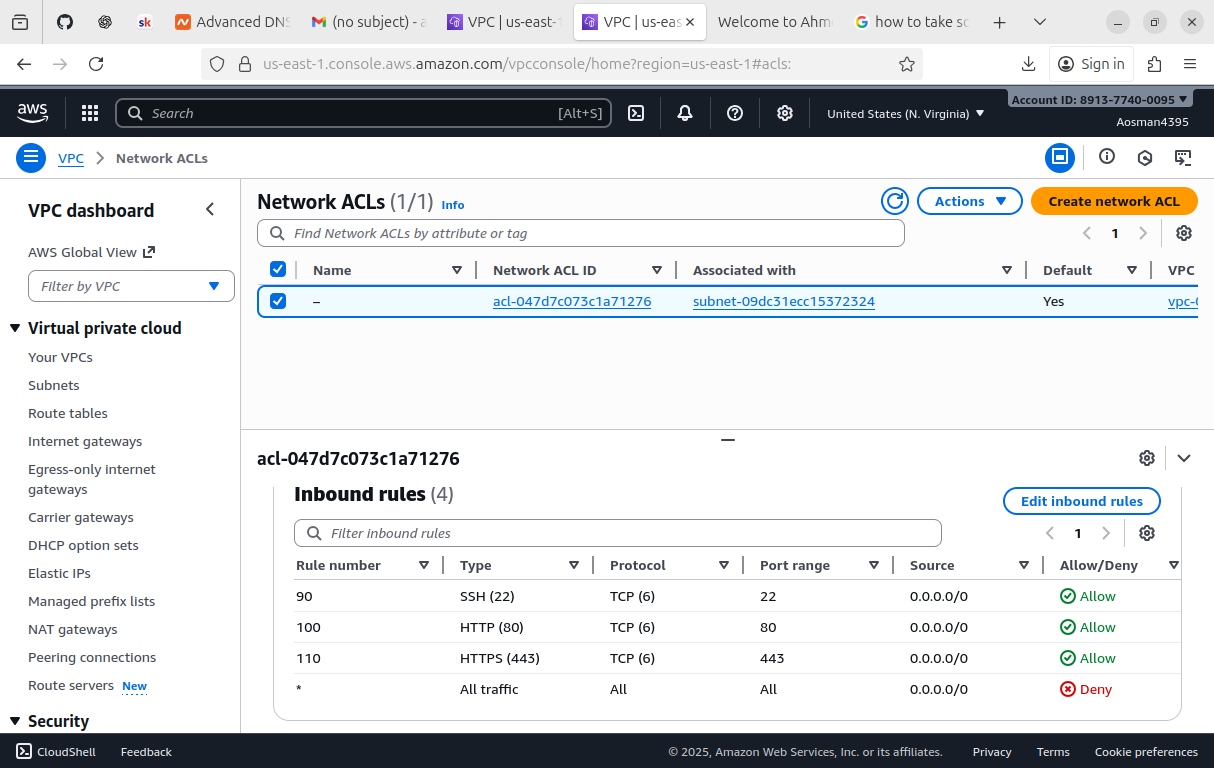 sk
Advanced DNS
(no subject) - a
VPC | us-east-1
VPC | us-eas
Welcome to Ahm
how to take sc
us-east-1.console.aws.amazon.com/vpcconsole/home?region=us-east-1#acls:
Sign in
aws
Search
[Alt+S]
United States (N. Virginia)
Account ID: 8913-7740-0095
Aosman4395
VPC
Network ACLs
VPC dashboard
AWS Global View
Filter by VPC
Virtual private cloud
Your VPCs
Subnets
Route tables
Internet gateways
Egress-only internet
gateways
Carrier gateways
DHCP option sets
Elastic IPs
Managed prefix lists
NAT gateways
Peering connections
Route servers New
Security
Network ACLs (1/1) Info
Actions
Create network ACL
Find Network ACLs by attribute or tag
1
Name Network ACL ID Associated with Default VPC
– acl-047d7c073c1a71276 subnet-09dc31ecc15372324 Yes vpc-0
acl-047d7c073c1a71276
Inbound rules (4)
Edit inbound rules
Filter inbound rules
1
Rule number Type Protocol Port range Source Allow/Deny
90 SSH (22) TCP (6) 22 0.0.0.0/0 Allow
100 HTTP (80) TCP (6) 80 0.0.0.0/0 Allow
110 HTTPS (443) TCP (6) 443 0.0.0.0/0 Allow
* All traffic All All 0.0.0.0/0 Deny
CloudShell Feedback © 2025, Amazon Web Services, Inc. or its affiliates. Privacy Terms Cookie preferences